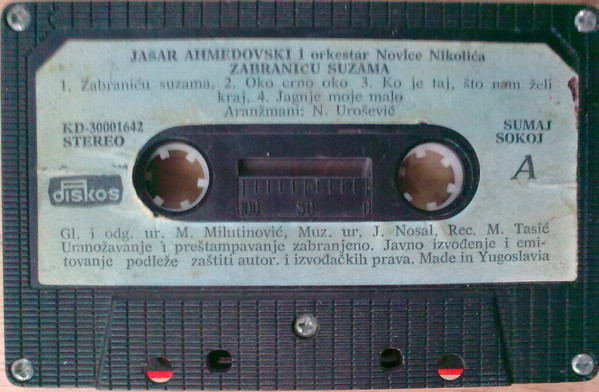 JAŠAR AHMEDOVSKI i orkestar Novice Nikolića
ZABRANIĆU SUZAMA
1. Zabraniću suzama, 2. Oko crno oko 3. Ko je taj, što nam želi
kraj, 4. Jagnje moje malo
Aranžmani: N. Urošević
KD-30001642
STEREO
SUMAJ
SOKOJ
A
diskos
100 50 0
Gl. i odg. ur. M. Milutinović, Muz. ur. J. Nosal, Rec. M. Tasić
Umnožavanje i preštampavanje zabranjeno. Javno izvođenje i emi-
tovanje podleže zaštiti autor. i izvođačkih prava. Made in Yugoslavia